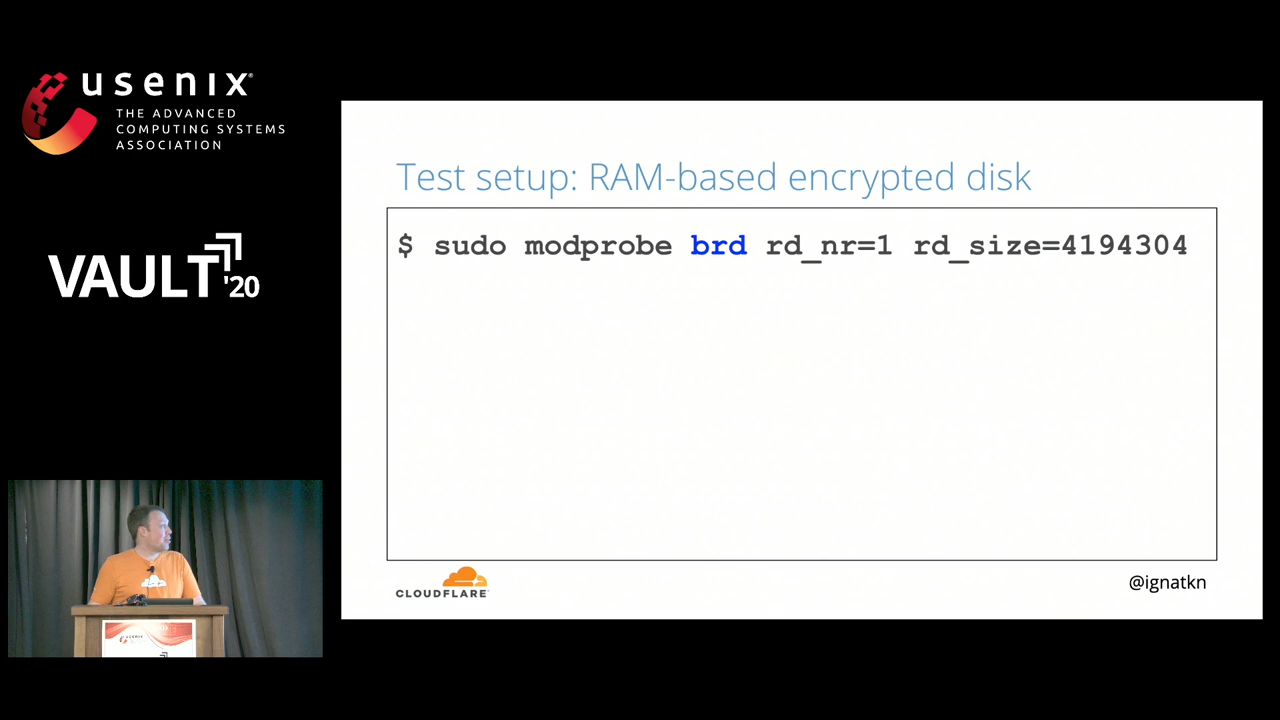 usenix®
THE ADVANCED
COMPUTING SYSTEMS
ASSOCIATION
VAULT
'20
Test setup: RAM-based encrypted disk
$ sudo modprobe brd rd_nr=1 rd_size=4194304
CLOUDFLARE
@ignatkn
usenix